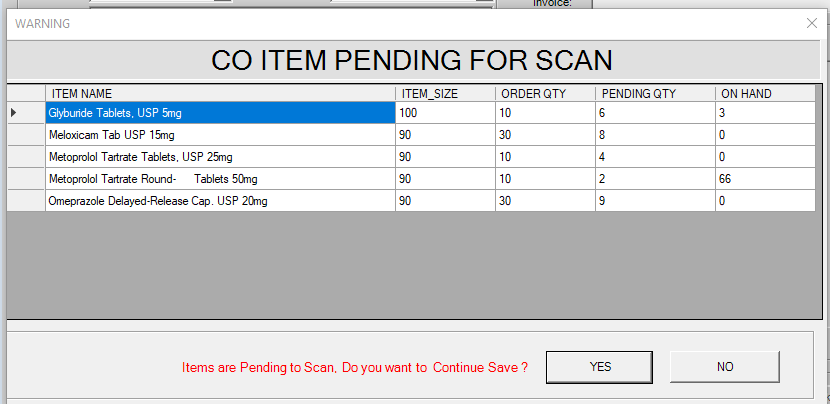 Invoice:
WARNING
CO ITEM PENDING FOR SCAN
ITEM NAME ITEM_SIZE ORDER QTY PENDING QTY ON HAND
Glyburide Tablets, USP 5mg 100 10 6 3
Meloxicam Tab USP 15mg 90 30 8 0
Metoprolol Tartrate Tablets, USP 25mg 90 10 4 0
Metoprolol Tartrate Round- Tablets 50mg 90 10 2 66
Omeprazole Delayed-Release Cap. USP 20mg 90 30 9 0
Items are Pending to Scan, Do you want to Continue Save ? YES NO